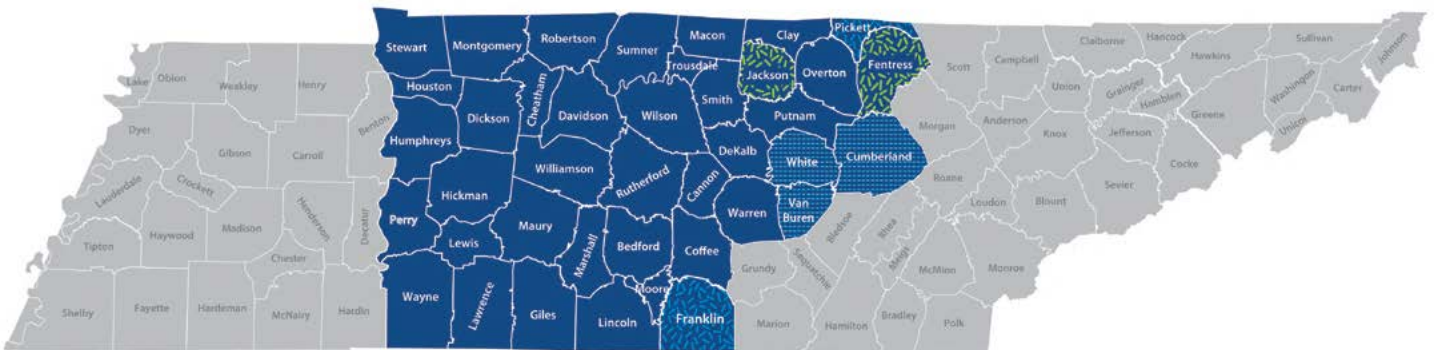 Lake
Obion
Weakley
Henry
Stewart
Montgomery
Robertson
Sumner
Macon
Trousdale
Clay
Pickett
Jackson
Overton
Fentress
Scott
Campbell
Claiborne
Hancock
Hawkins
Sullivan
Johnson
Washington
Carter
Unicoi
Greene
Union
Grainger
Hamblen
Houston
Dickson
Cheatham
Davidson
Wilson
Smith
Putnam
Morgan
Anderson
Knox
Jefferson
Cocke
Dyer
Gibson
Carroll
Benton
Humphreys
Williamson
Rutherford
Cannon
DeKalb
White
Cumberland
Roane
Loudon
Blount
Sevier
Lauderdale
Crockett
Hickman
Perry
Lewis
Maury
Marshall
Bedford
Coffee
Warren
Van
Buren
Bledsoe
Rhea
Meigs
McMinn
Monroe
Tipton
Haywood
Madison
Henderson
Decatur
Chester
Grundy
Sequatchie
Shelby
Fayette
Hardeman
McNairy
Hardin
Wayne
Lawrence
Giles
Lincoln
Moore
Franklin
Marion
Hamilton
Bradley
Polk